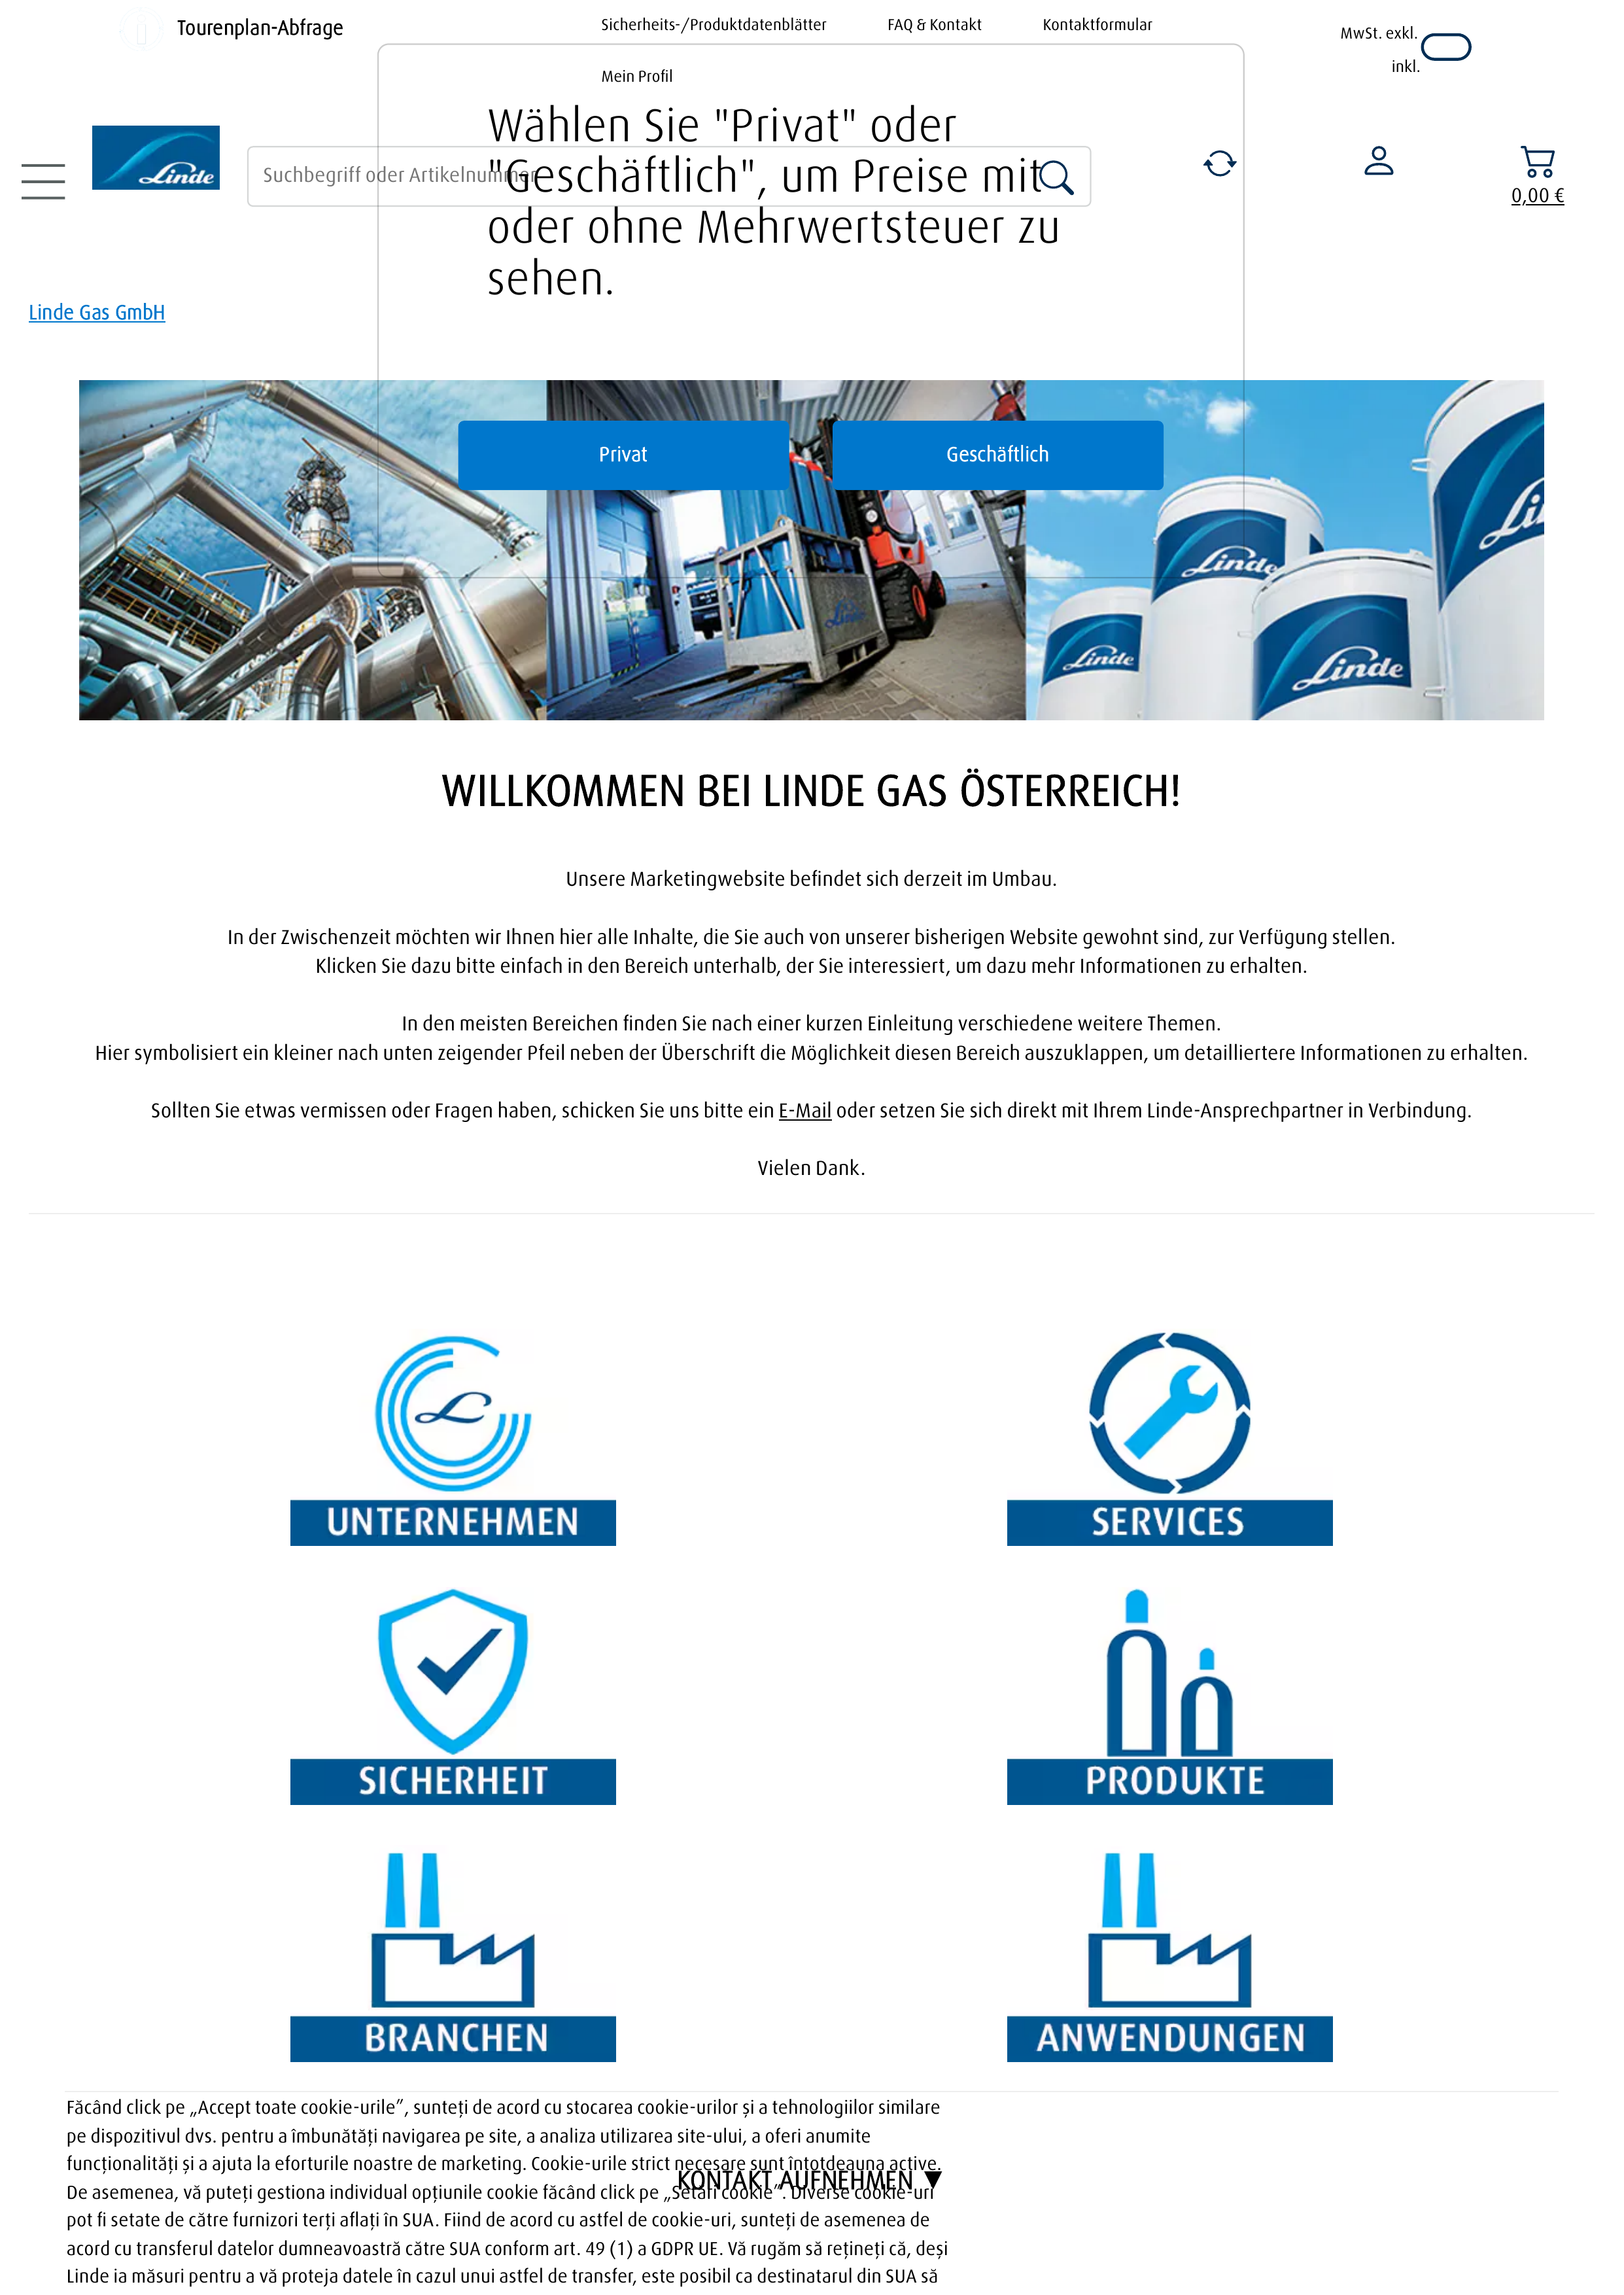 Tourenplan-Abfrage
Sicherheits-/Produktdatenblätter
FAQ & Kontakt
Kontaktformular
Mein Profil
MwSt. exkl.
inkl.
Linde
Suchbegriff oder Artikelnummer
0,00 €
Wählen Sie "Privat" oder
"Geschäftlich", um Preise mit
oder ohne Mehrwertsteuer zu
sehen.
Linde Gas GmbH
Privat
Geschäftlich
Linde
Linde
Linde
Linde
Li
WILLKOMMEN BEI LINDE GAS ÖSTERREICH!
Unsere Marketingwebsite befindet sich derzeit im Umbau.
In der Zwischenzeit möchten wir Ihnen hier alle Inhalte, die Sie auch von unserer bisherigen Website gewohnt sind, zur Verfügung stellen.
Klicken Sie dazu bitte einfach in den Bereich unterhalb, der Sie interessiert, um dazu mehr Informationen zu erhalten.
In den meisten Bereichen finden Sie nach einer kurzen Einleitung verschiedene weitere Themen.
Hier symbolisiert ein kleiner nach unten zeigender Pfeil neben der Überschrift die Möglichkeit diesen Bereich auszuklappen, um detailliertere Informationen zu erhalten.
Sollten Sie etwas vermissen oder Fragen haben, schicken Sie uns bitte ein E-Mail oder setzen Sie sich direkt mit Ihrem Linde-Ansprechpartner in Verbindung.
Vielen Dank.
L
UNTERNEHMEN
SERVICES
SICHERHEIT
PRODUKTE
BRANCHEN
ANWENDUNGEN
Făcând click pe „Accept toate cookie-urile”, sunteți de acord cu stocarea cookie-urilor și a tehnologiilor similare
pe dispozitivul dvs. pentru a îmbunătăți navigarea pe site, a analiza utilizarea site-ului, a oferi anumite
funcționalități și a ajuta la eforturile noastre de marketing. Cookie-urile strict necesare sunt întotdeauna active.
De asemenea, vă puteți gestiona individual opțiunile cookie făcând click pe „Setări cookie”. Diverse cookie-uri
KONTAKT AUFNEHMEN ▼
pot fi setate de către furnizori terți aflați în SUA. Fiind de acord cu astfel de cookie-uri, sunteți de asemenea de
acord cu transferul datelor dumneavoastră către SUA conform art. 49 (1) a GDPR UE. Vă rugăm să rețineți că, deși
Linde ia măsuri pentru a vă proteja datele în cazul unui astfel de transfer, este posibil ca destinatarul din SUA să